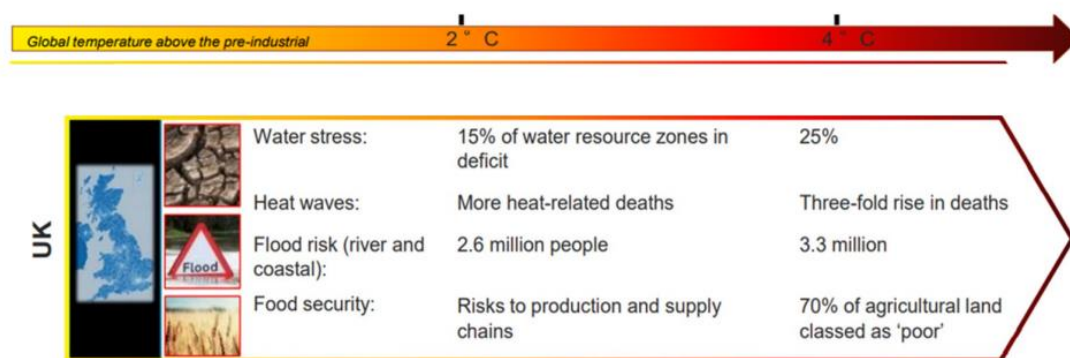 Global temperature above the pre-industrial
2 ° C
4 ° C
UK
Water stress:
15% of water resource zones in
deficit
25%
Heat waves:
More heat-related deaths
Three-fold rise in deaths
Flood risk (river and
coastal):
2.6 million people
3.3 million
Flood
Food security:
Risks to production and supply
chains
70% of agricultural land
classed as ‘poor’